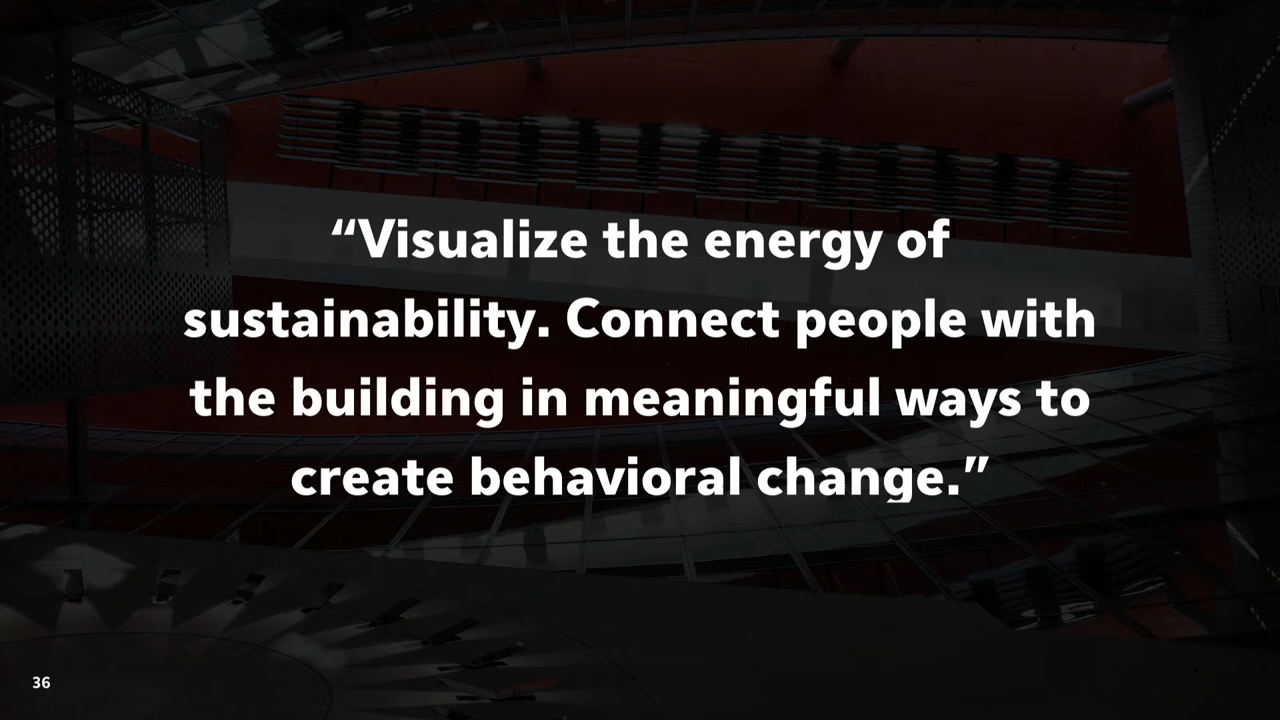 “Visualize the energy of
sustainability. Connect people with
the building in meaningful ways to
create behavioral change.”
36